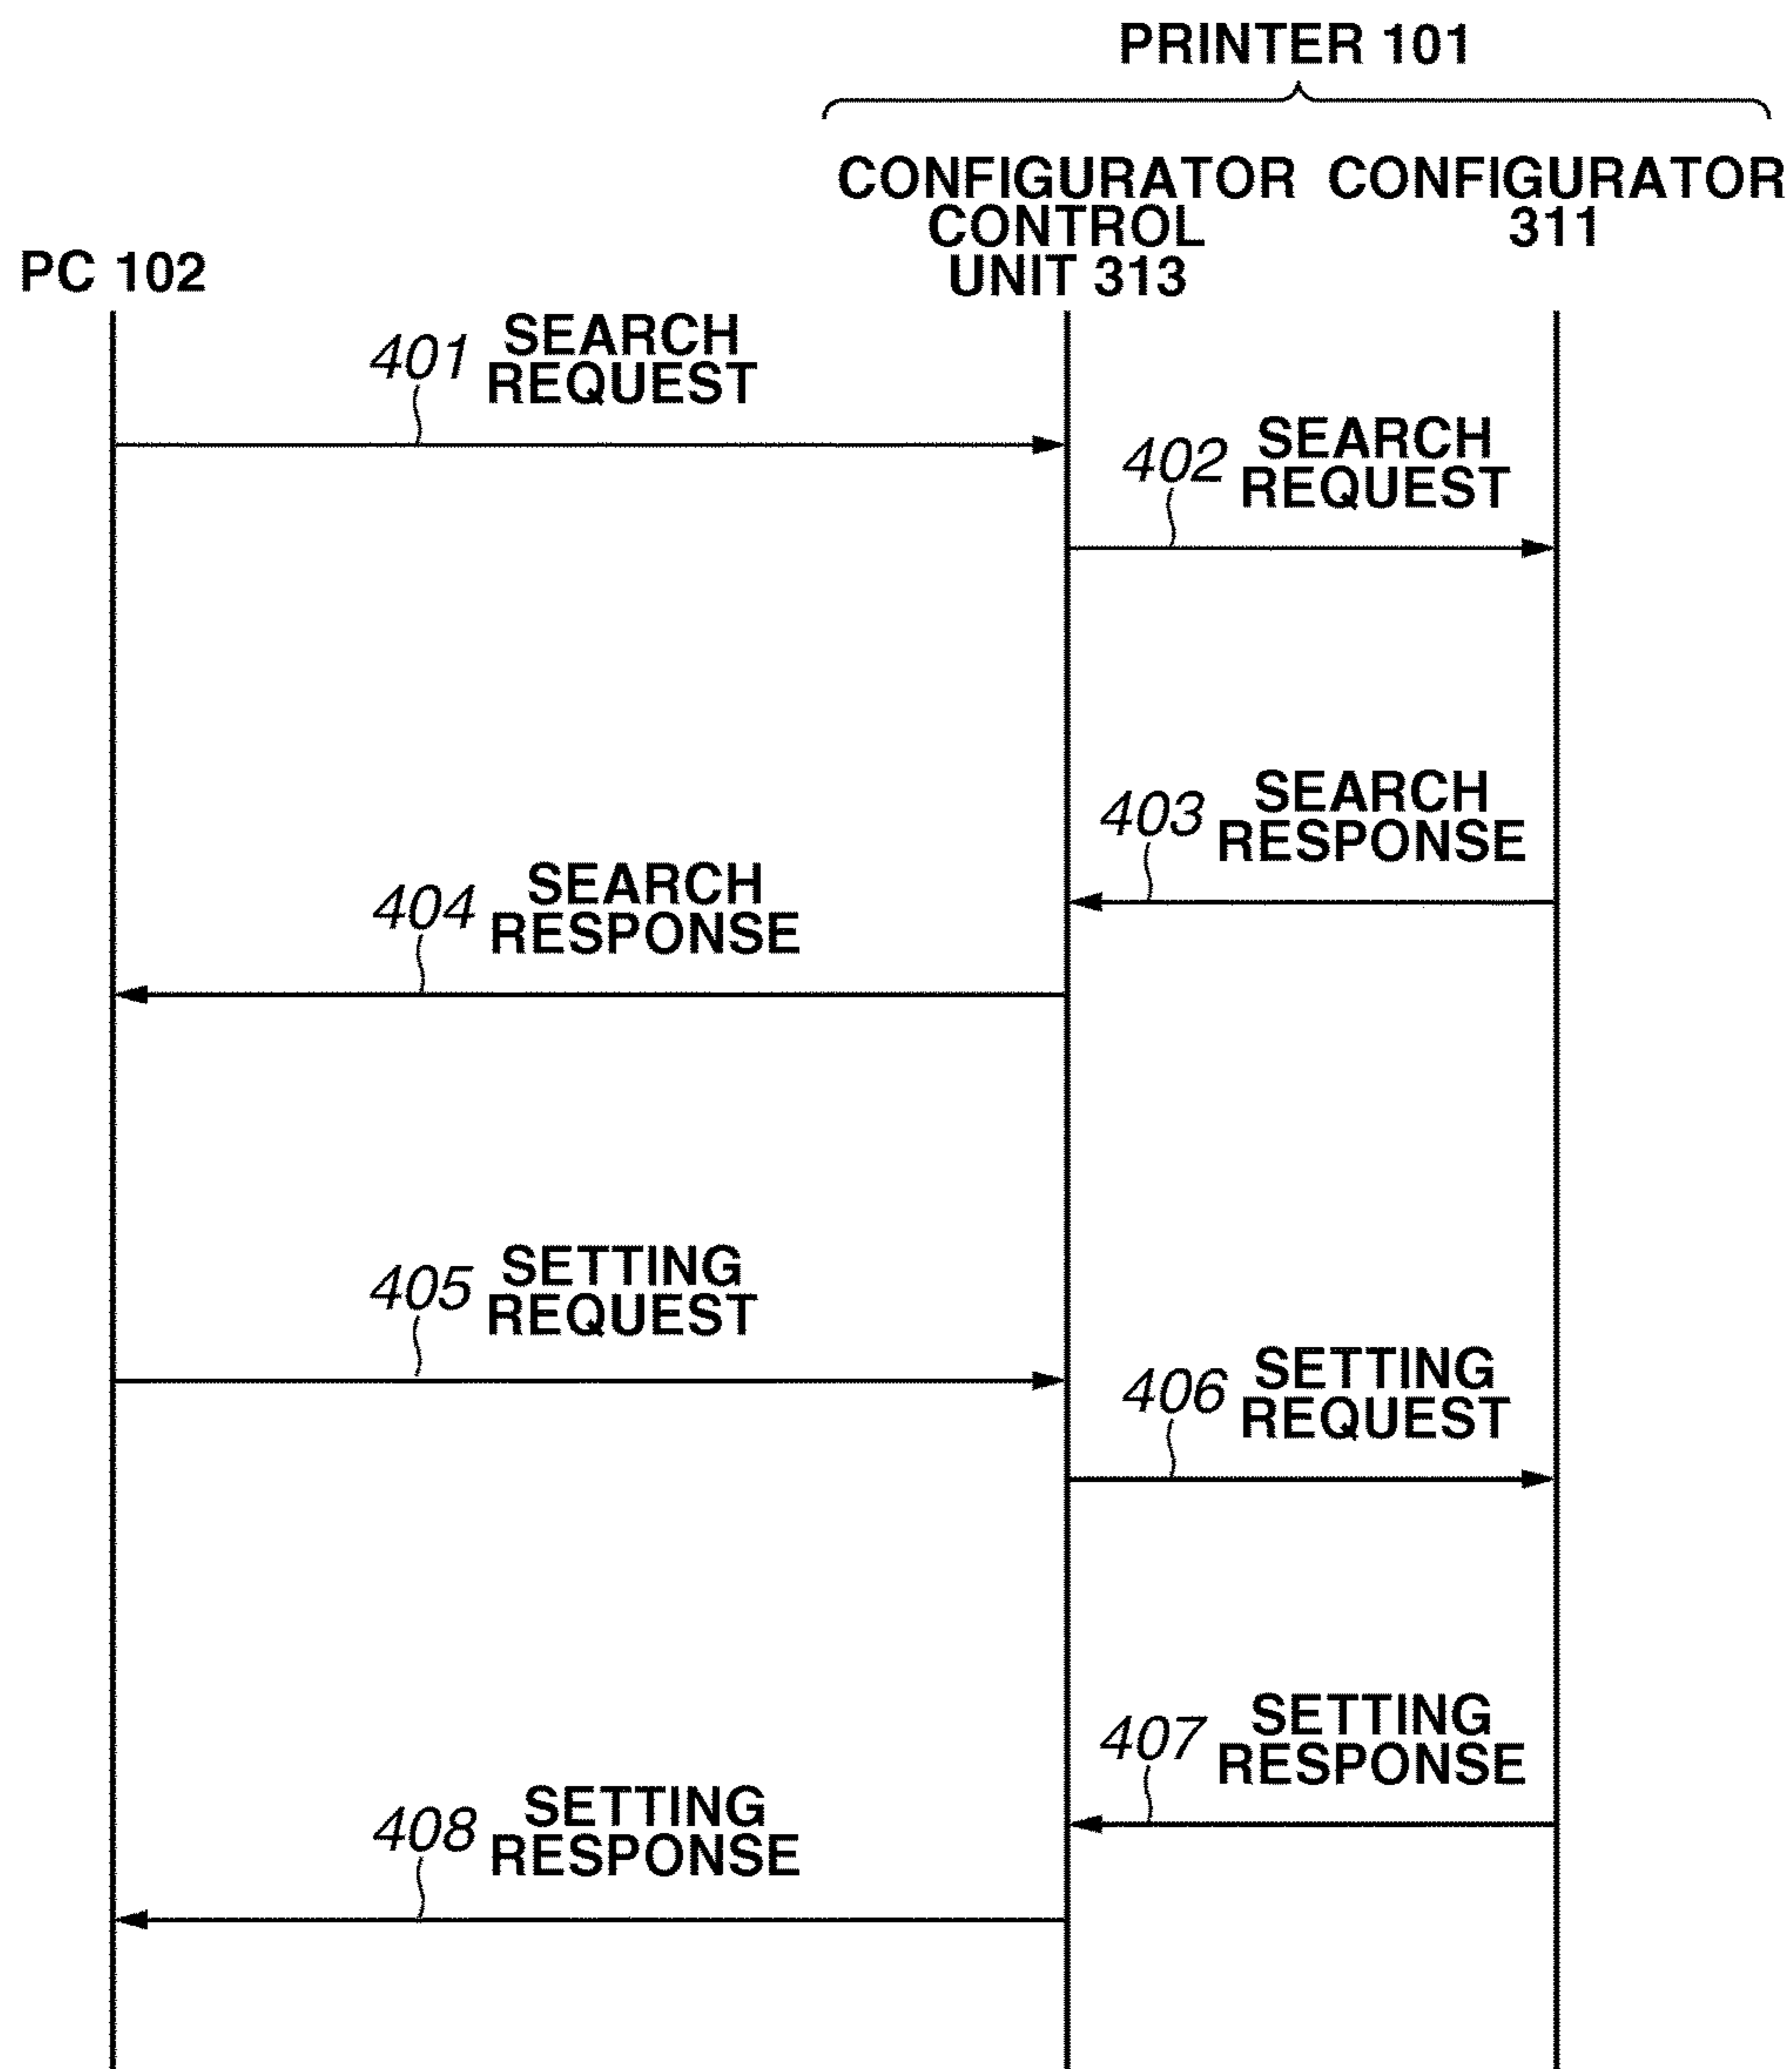 PRINTER 101
CONFIGURATOR
CONTROL
UNIT 313
CONFIGURATOR
311
PC 102
401 SEARCH
REQUEST
402 SEARCH
REQUEST
403 SEARCH
RESPONSE
404 SEARCH
RESPONSE
405 SETTING
REQUEST
406 SETTING
REQUEST
407 SETTING
RESPONSE
408 SETTING
RESPONSE